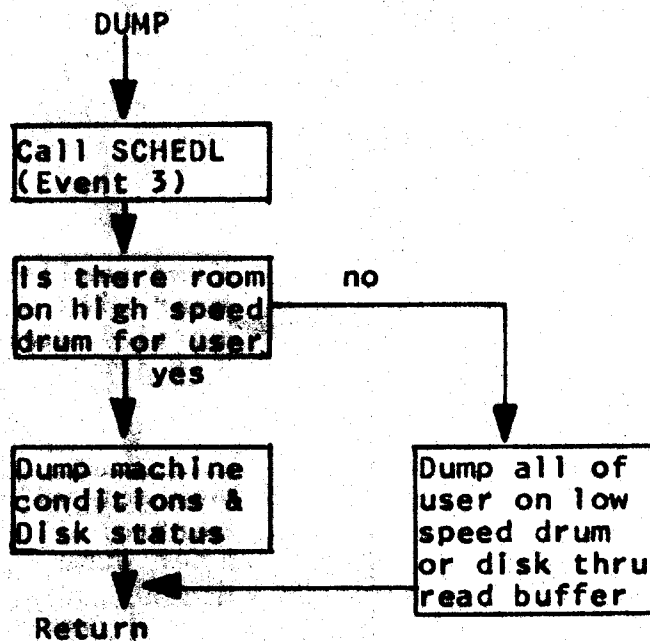 DUMP
Call SCHEDL
(Event 3)
Is there room
on high speed
drum for user
no
yes
Dump machine
conditions &
Disk status
Dump all of
user on low
speed drum
or disk thru
read buffer
Return